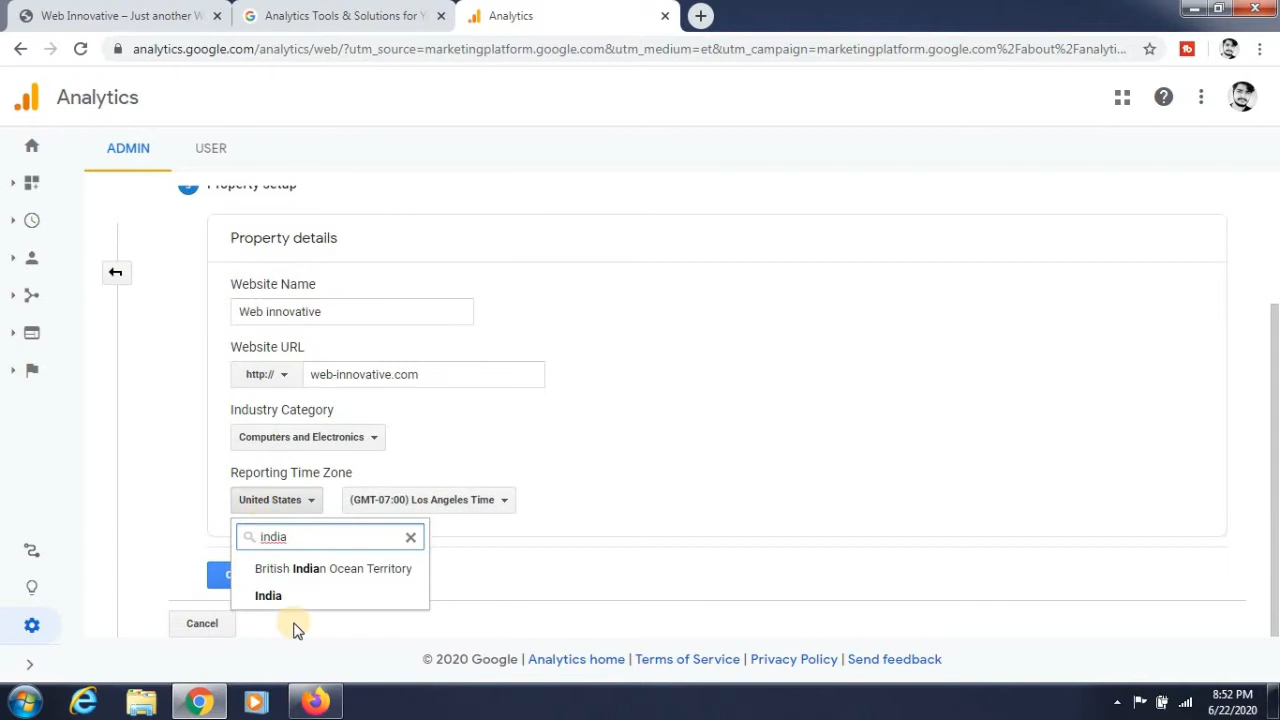 Web Innovative – Just another W
Analytics Tools & Solutions for Y
Analytics
analytics.google.com/analytics/web/?utm_source=marketingplatform.google.com&utm_medium=et&utm_campaign=marketingplatform.google.com%2Fabout%2Fanalyti...
Analytics
ADMIN
USER
Property setup
Property details
Website Name
Web innovative
Website URL
http://
web-innovative.com
Industry Category
Computers and Electronics
Reporting Time Zone
United States
(GMT-07:00) Los Angeles Time
india
British Indian Ocean Territory
India
Cancel
© 2020 Google | Analytics home | Terms of Service | Privacy Policy | Send feedback
8:52 PM
6/22/2020